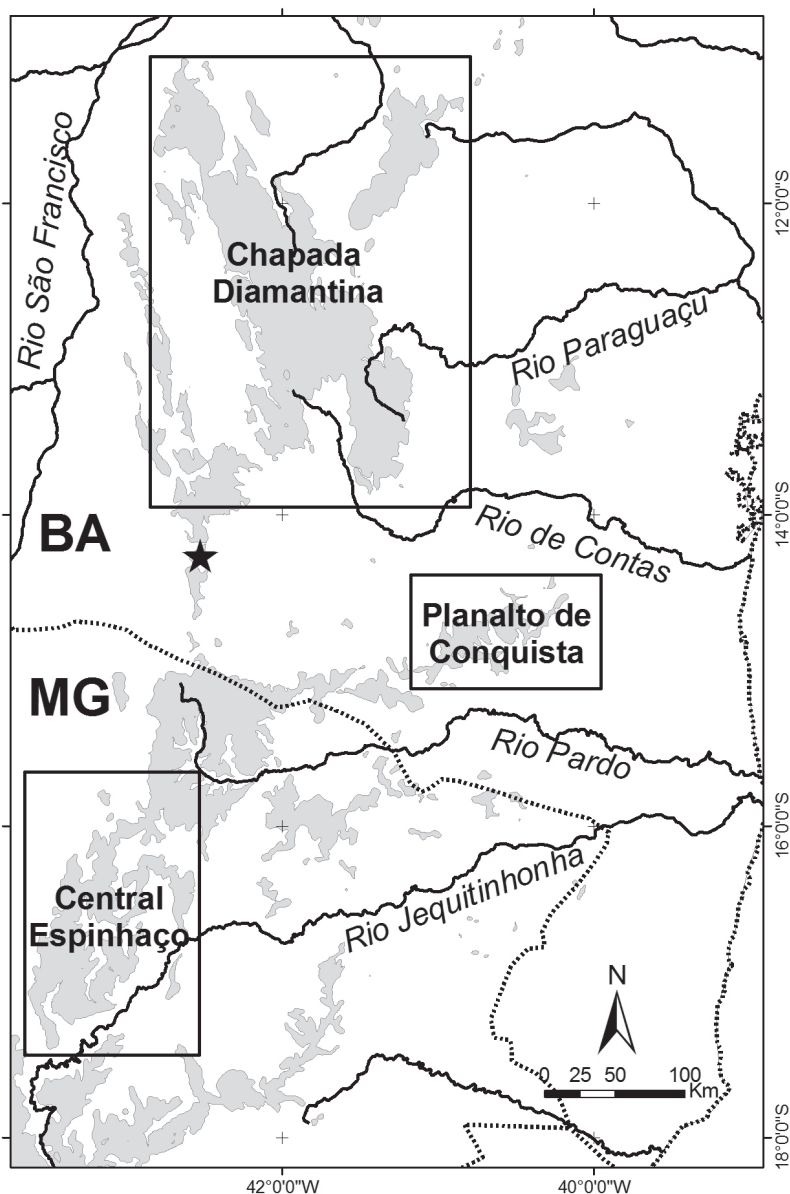 Rio São Francisco
12°0'0"S
Chapada
Diamantina
Rio Paraguaçu
BA
14°0'0"S
Rio de Contas
Planalto de
Conquista
MG
Rio Pardo
16°0'0"S
Central
Espinhaço
Rio Jequitinhonha
N
0 25 50 100
Km
18°0'0"S
42°0'0"W 40°0'0"W